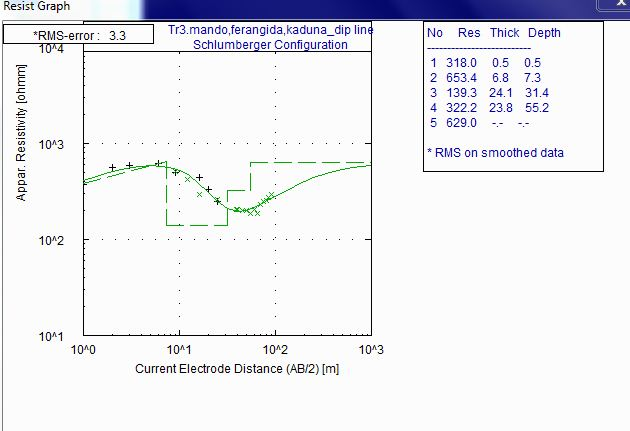 Resist Graph
X
*RMS-error : 3.3
Tr3.mando,ferangida,kaduna_dip line
Schlumberger Configuration
10^4
10^3
10^2
10^1
Appar. Resistivity [ohmm]
10^0 10^1 10^2 10^3
Current Electrode Distance (AB/2) [m]
No Res Thick Depth
--------------------------
1 318.0 0.5 0.5
2 653.4 6.8 7.3
3 139.3 24.1 31.4
4 322.2 23.8 55.2
5 629.0 -.- -.-
* RMS on smoothed data